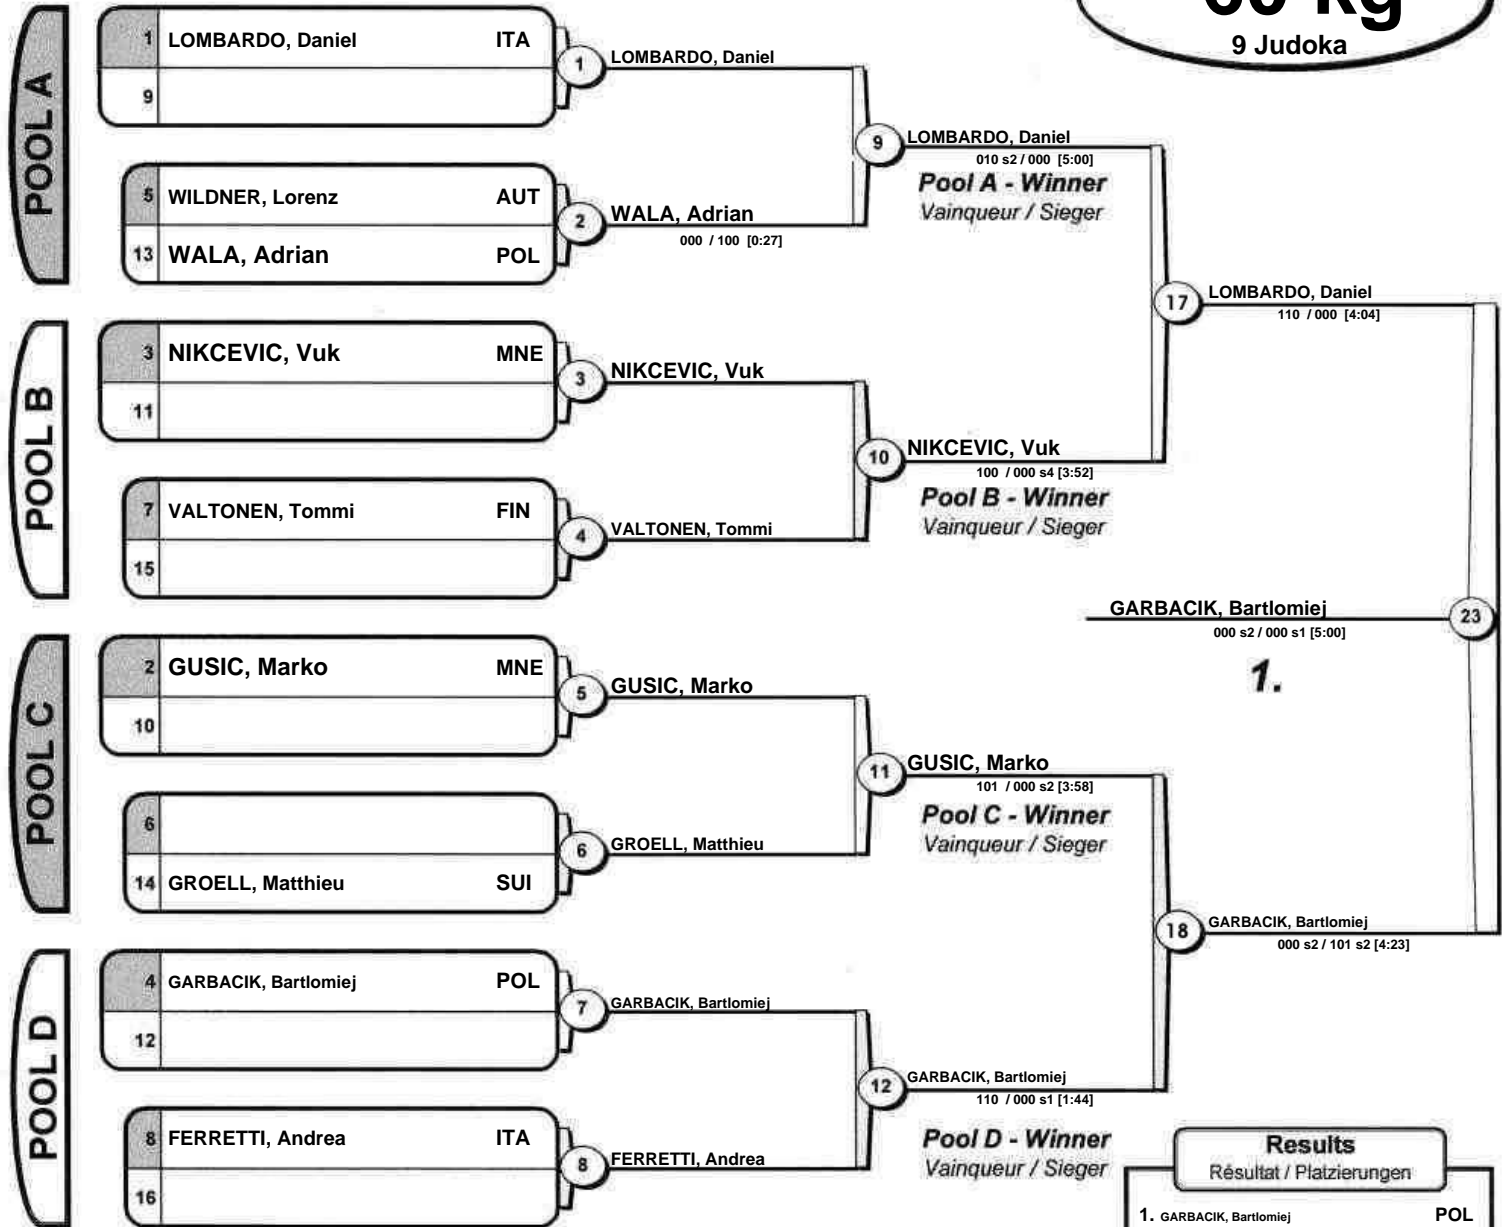 60 kg
9 Judoka
POOL A
1 LOMBARDO, Daniel ITA
9
1 LOMBARDO, Daniel
5 WILDNER, Lorenz AUT
13 WALA, Adrian POL
2 WALA, Adrian
000 / 100 [0:27]
9 LOMBARDO, Daniel
010 s2 / 000 [5:00]
Pool A - Winner
Vainqueur / Sieger
POOL B
3 NIKCEVIC, Vuk MNE
11
3 NIKCEVIC, Vuk
7 VALTONEN, Tommi FIN
15
4 VALTONEN, Tommi
10 NIKCEVIC, Vuk
100 / 000 s4 [3:52]
Pool B - Winner
Vainqueur / Sieger
17 LOMBARDO, Daniel
110 / 000 [4:04]
GARBACIK, Bartlomiej 23
000 s2 / 000 s1 [5:00]
1.
POOL C
2 GUSIC, Marko MNE
10
5 GUSIC, Marko
6
14 GROELL, Matthieu SUI
6 GROELL, Matthieu
11 GUSIC, Marko
101 / 000 s2 [3:58]
Pool C - Winner
Vainqueur / Sieger
18 GARBACIK, Bartlomiej
000 s2 / 101 s2 [4:23]
POOL D
4 GARBACIK, Bartlomiej POL
12
7 GARBACIK, Bartlomiej
8 FERRETTI, Andrea ITA
16
8 FERRETTI, Andrea
12 GARBACIK, Bartlomiej
110 / 000 s1 [1:44]
Pool D - Winner
Vainqueur / Sieger
Results
Résultat / Platzierungen
1. GARBACIK, Bartlomiej POL